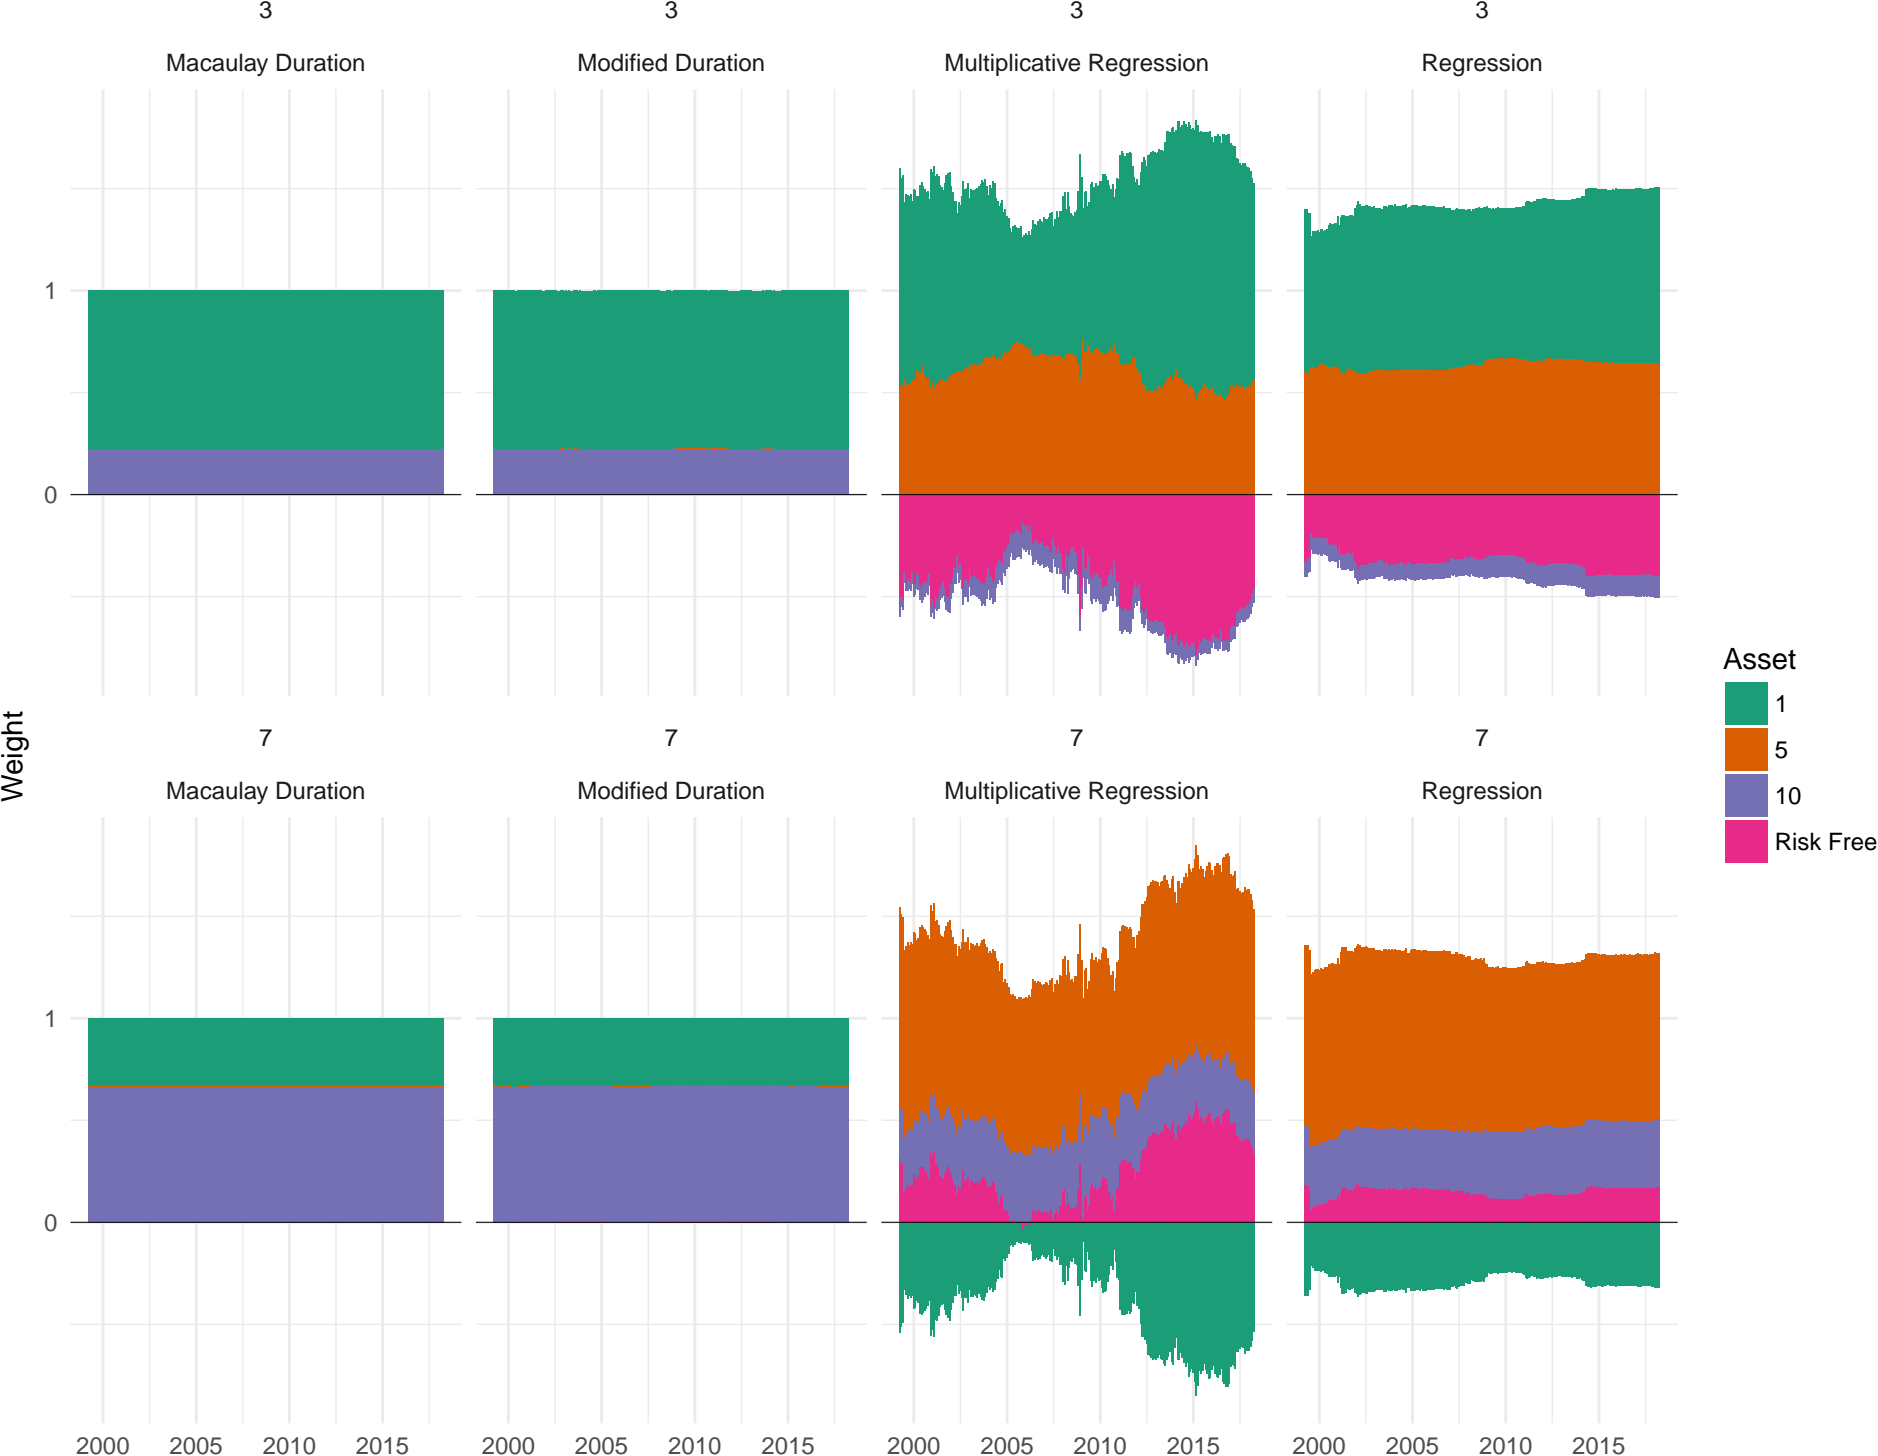 3 3 3 3
Macaulay Duration Modified Duration Multiplicative Regression Regression
1
0
Weight
7 7 7 7
Macaulay Duration Modified Duration Multiplicative Regression Regression
1
0
2000 2005 2010 2015 2000 2005 2010 2015 2000 2005 2010 2015 2000 2005 2010 2015
Asset
1
5
10
Risk Free